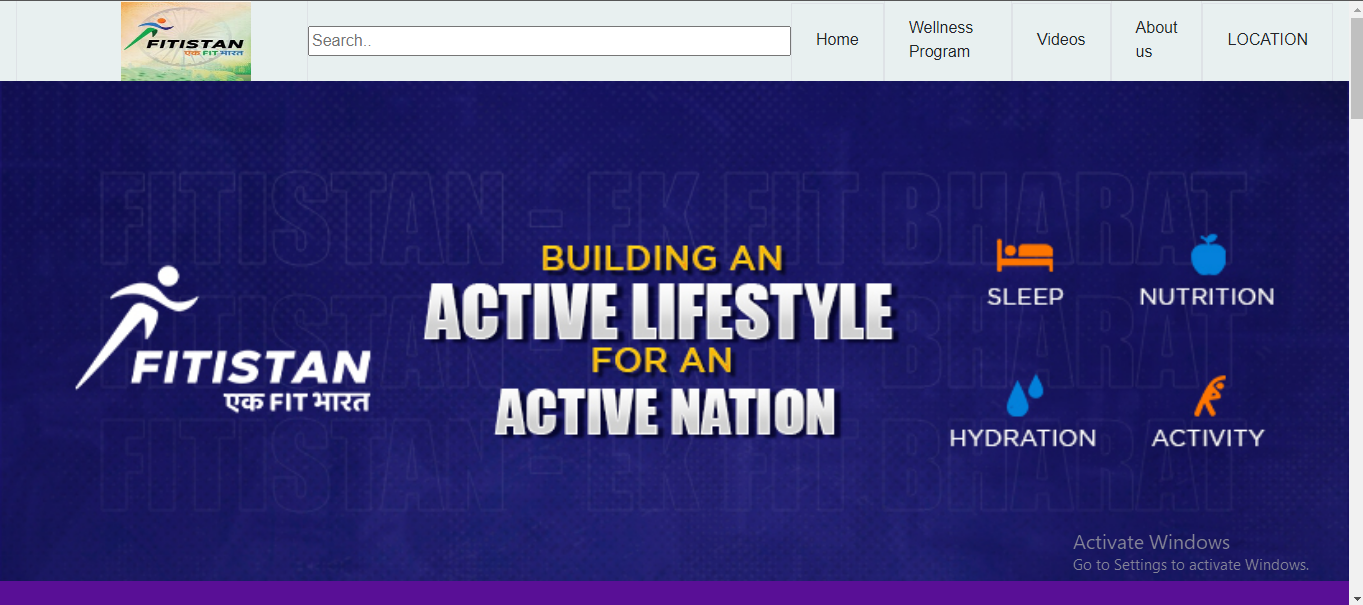 FITISTAN
एक FIT भारत
Search..
Home
Wellness
Program
Videos
About
us
LOCATION
FITISTAN - EK FIT BHARAT
FITISTAN - EK FIT BHARAT
FITISTAN - EK FIT BHARAT
FITISTAN
एक FIT भारत
BUILDING AN
ACTIVE LIFESTYLE
FOR AN
ACTIVE NATION
SLEEP
NUTRITION
HYDRATION
ACTIVITY
Activate Windows
Go to Settings to activate Windows.